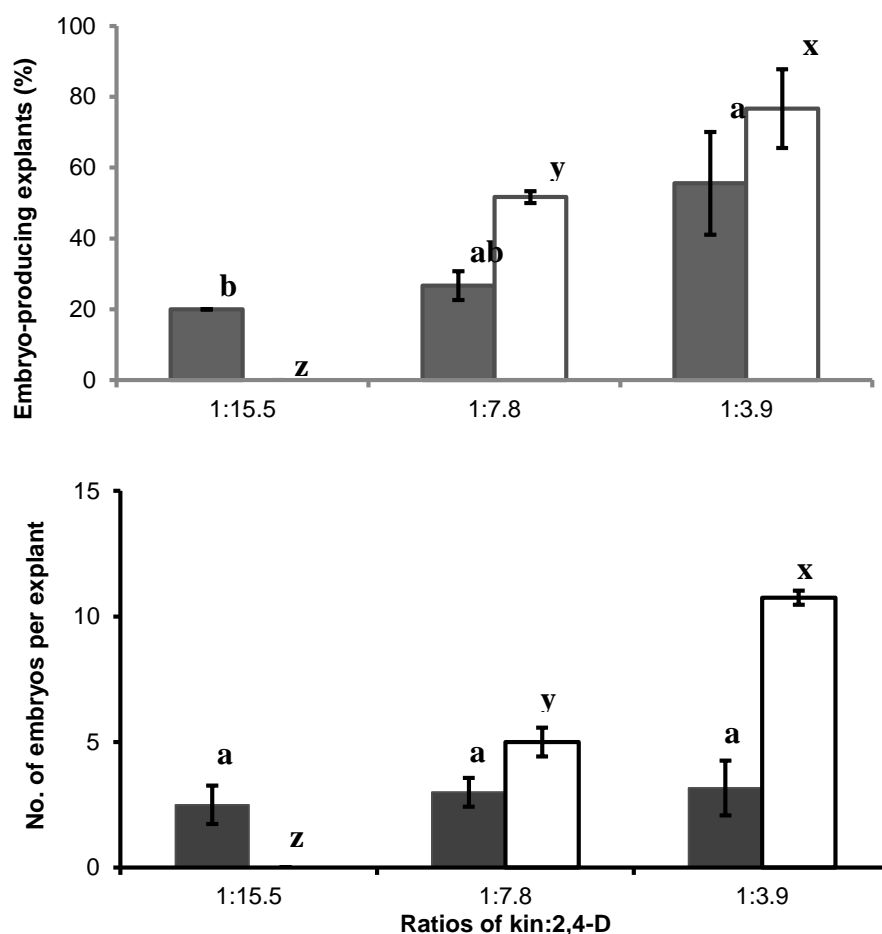 Embryo-producing explants (%)
100
80
60
40
20
0
b
z
ab
y
a
x
1:15.5 1:7.8 1:3.9
No. of embryos per explant
15
10
5
0
a
z
a
y
a
x
1:15.5 1:7.8 1:3.9
Ratios of kin:2,4-D